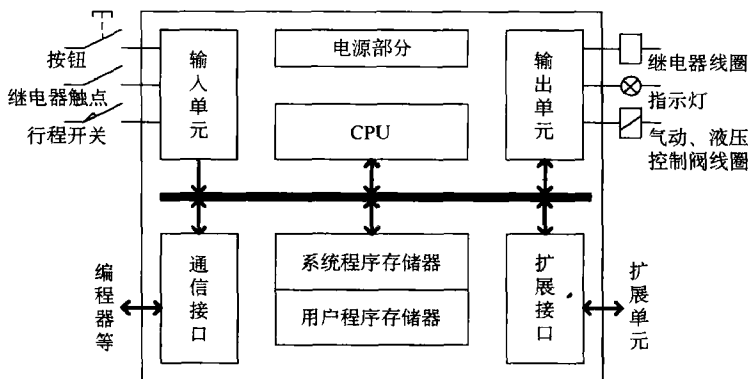 按钮
继电器触点
行程开关
输入单元
电源部分
CPU
输出单元
继电器线圈
指示灯
气动、液压
控制阀线圈
编程器等
通信接口
系统程序存储器
用户程序存储器
扩展接口
扩展单元